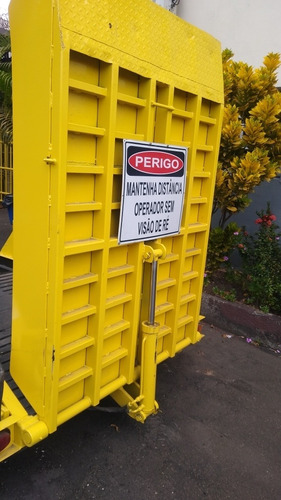 PERIGO
MANTENHA DISTÂNCIA
OPERADOR SEM
VISÃO DE RÉ